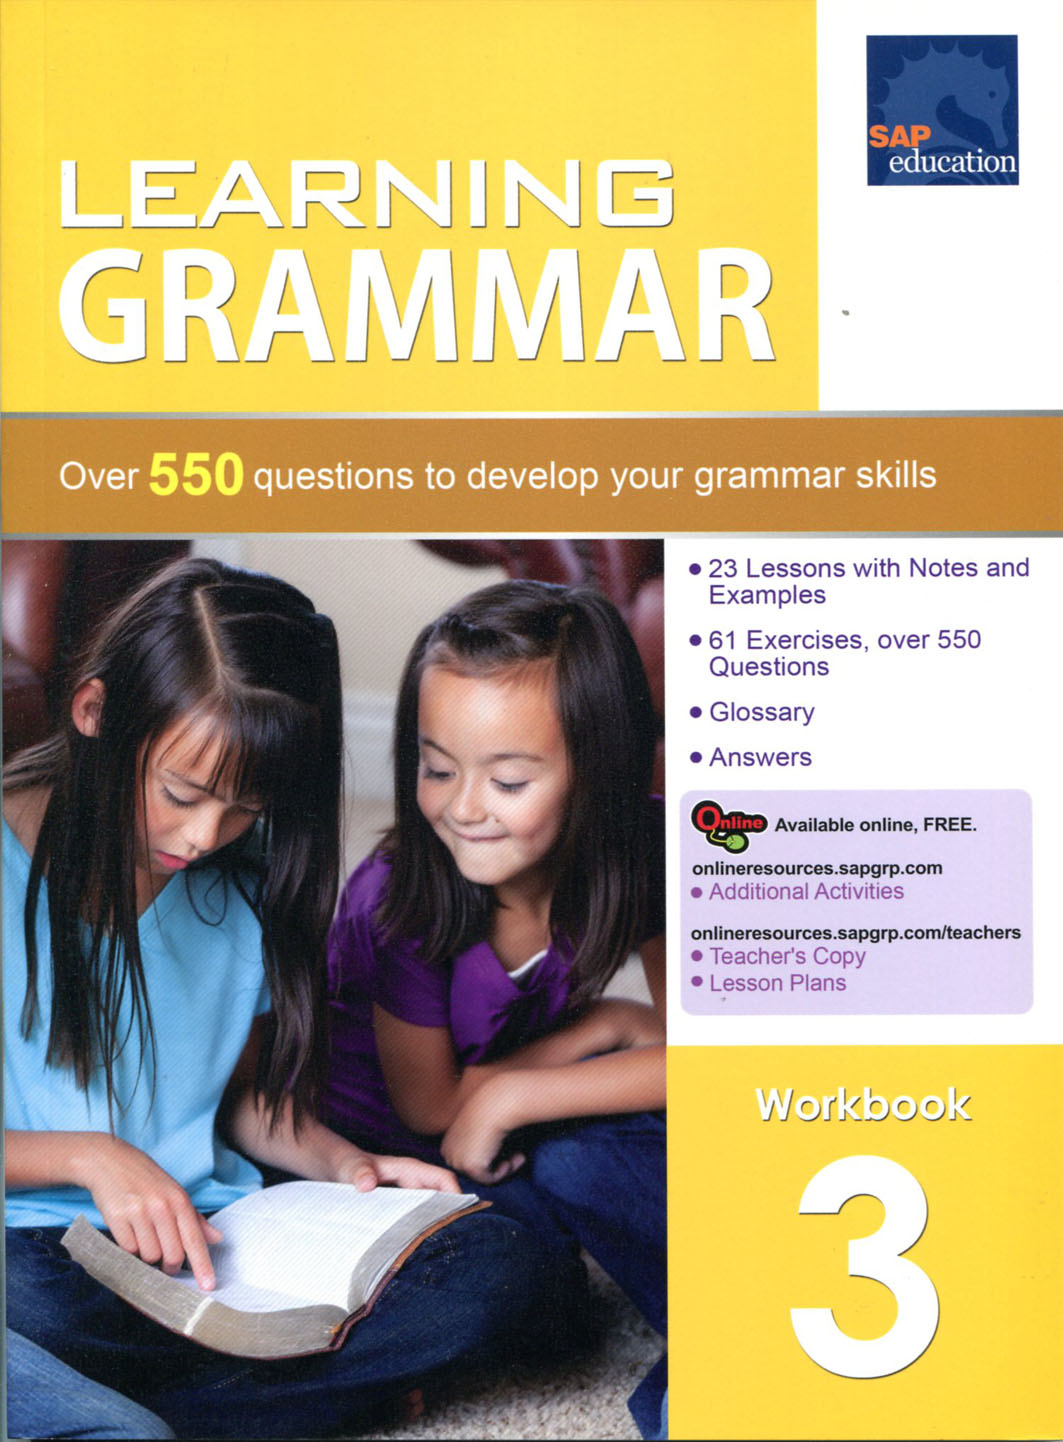 SAP
education
LEARNING
GRAMMAR
Over 550 questions to develop your grammar skills
• 23 Lessons with Notes and
Examples
• 61 Exercises, over 550
Questions
• Glossary
• Answers
Online Available online, FREE.
onlineresources.sapgrp.com
• Additional Activities
onlineresources.sapgrp.com/teachers
• Teacher's Copy
• Lesson Plans
Workbook
3